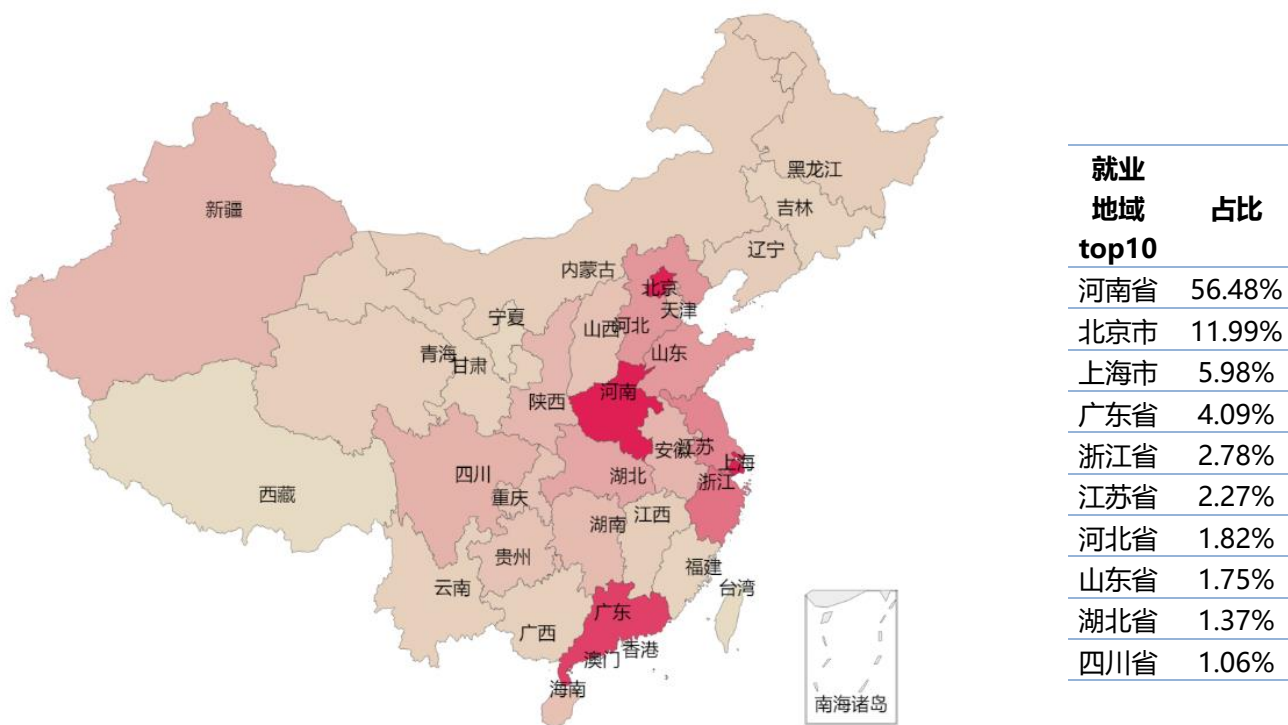 黑龙江
吉林
新疆
辽宁
内蒙古
北京
天津
宁夏
山西
河北
青海
甘肃
山东
河南
陕西
安徽
江苏
上海
四川
湖北
浙江
西藏
重庆
湖南
江西
贵州
福建
云南
台湾
广东
广西
香港
澳门
海南
南海诸岛
就业
地域
top10
占比
河南省 56.48%
北京市 11.99%
上海市 5.98%
广东省 4.09%
浙江省 2.78%
江苏省 2.27%
河北省 1.82%
山东省 1.75%
湖北省 1.37%
四川省 1.06%